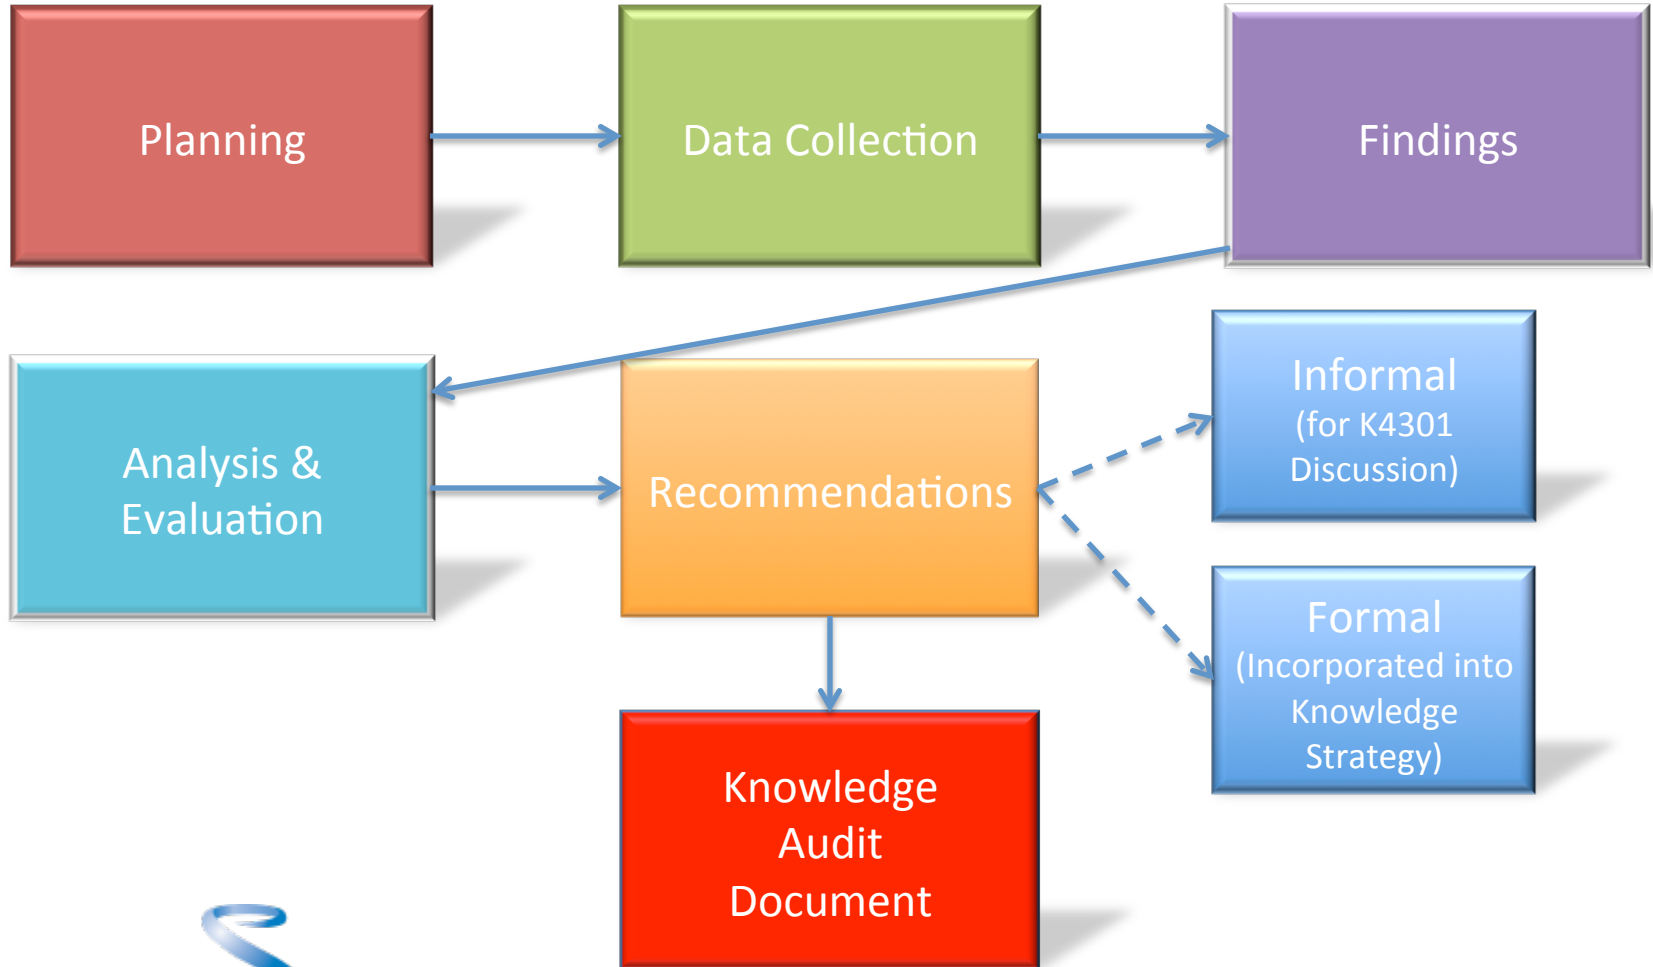 Planning
Data Collection
Findings
Analysis &
Evaluation
Recommendations
Informal
(for K4301
Discussion)
Formal
(Incorporated into
Knowledge
Strategy)
Knowledge
Audit
Document